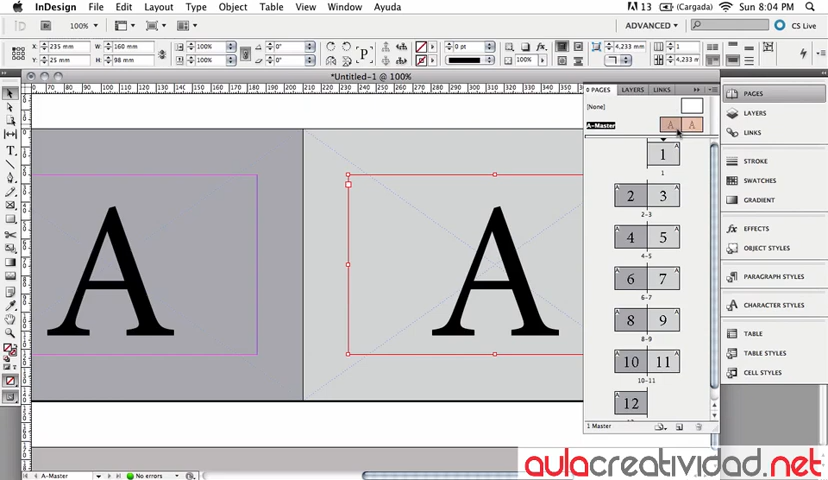 InDesign File Edit Layout Type Object Table View Window Ayuda 13 (Cargada) Sun 8:04 PM
100% ADVANCED CS Live
X: 235 mm W: 160 mm 100% 0° P 0 pt 4,233 mm 1
Y: 25 mm H: 98 mm 100% 0° 100% 4,233 m
*Untitled-1 @ 100%
PAGES LAYERS LINKS
[None]
A-Master A A
1
1
2 3
2-3
4 5
4-5
6 7
6-7
8 9
8-9
10 11
10-11
12
1 Master
PAGES
LAYERS
LINKS
STROKE
SWATCHES
GRADIENT
EFFECTS
OBJECT STYLES
PARAGRAPH STYLES
CHARACTER STYLES
TABLE
TABLE STYLES
CELL STYLES
A A
A-Master No errors
aulacreatividad.net